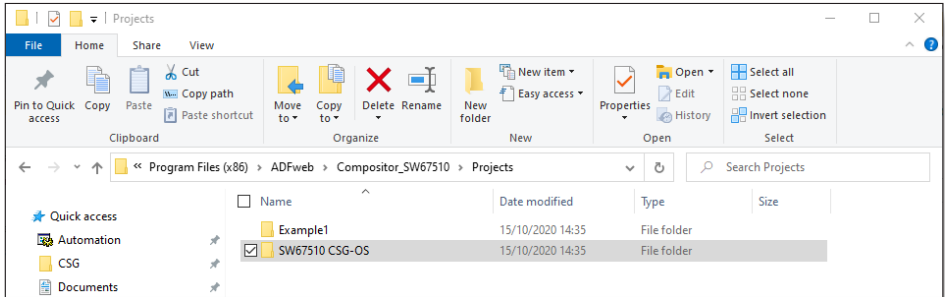 Projects
File Home Share View
Pin to Quick access
Copy
Paste
Cut
Copy path
Paste shortcut
Clipboard
Move to
Copy to
Delete
Rename
Organize
New folder
New item
Easy access
New
Properties
Open
Edit
History
Open
Select all
Select none
Invert selection
Select
« Program Files (x86) > ADFweb > Compositor_SW67510 > Projects
Search Projects
Name Date modified Type Size
Quick access
Automation
CSG
Documents
Example1 15/10/2020 14:35 File folder
SW67510 CSG-OS 15/10/2020 14:35 File folder